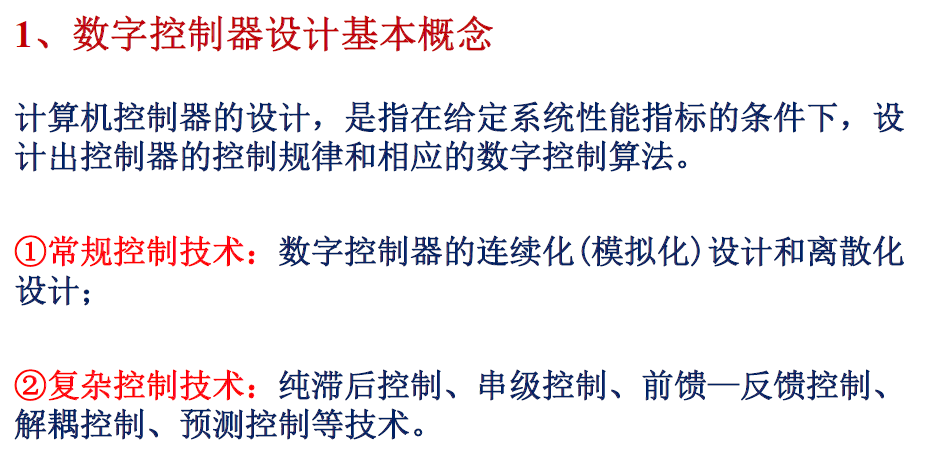 1、数字控制器设计基本概念
计算机控制器的设计，是指在给定系统性能指标的条件下，设
计出控制器的控制规律和相应的数字控制算法。
①常规控制技术：数字控制器的连续化(模拟化)设计和离散化
设计；
②复杂控制技术：纯滞后控制、串级控制、前馈—反馈控制、
解耦控制、预测控制等技术。